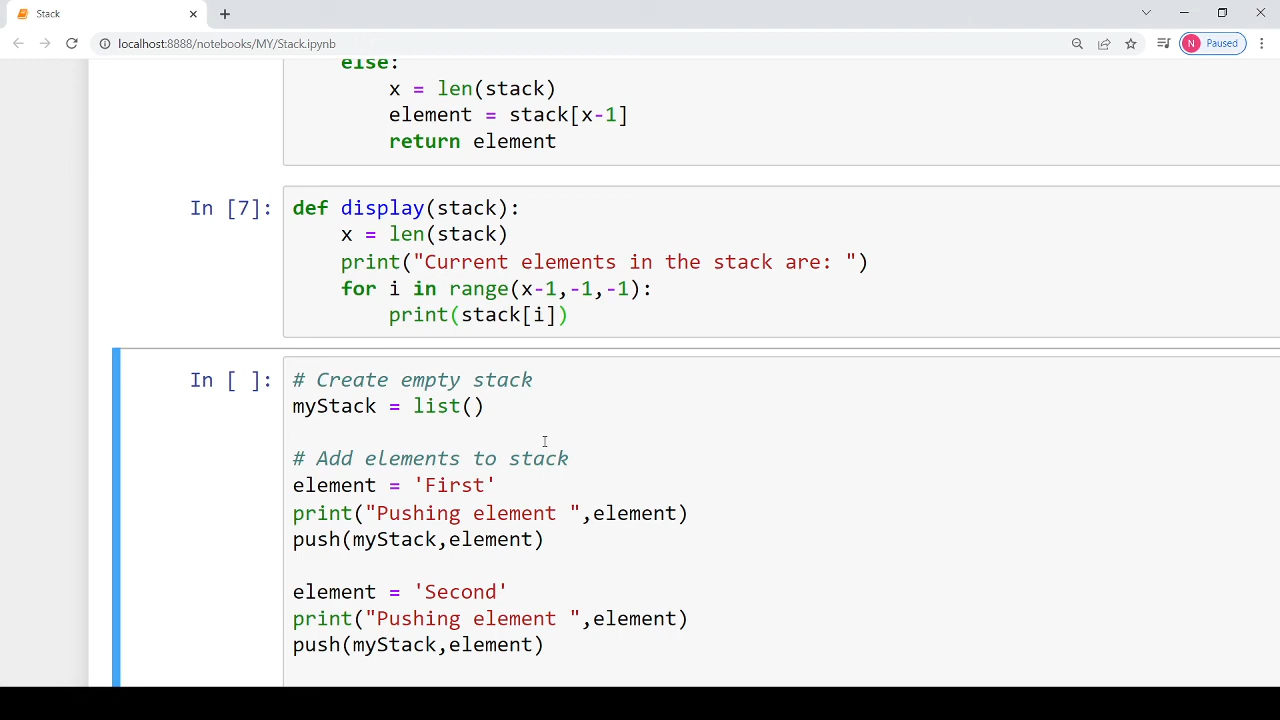 Stack
localhost:8888/notebooks/MY/Stack.ipynb
N Paused
else:
x = len(stack)
element = stack[x-1]
return element
In [7]:
def display(stack):
x = len(stack)
print("Current elements in the stack are: ")
for i in range(x-1,-1,-1):
print(stack[i])
In [ ]:
# Create empty stack
myStack = list()
# Add elements to stack
element = 'First'
print("Pushing element ",element)
push(myStack,element)
element = 'Second'
print("Pushing element ",element)
push(myStack,element)